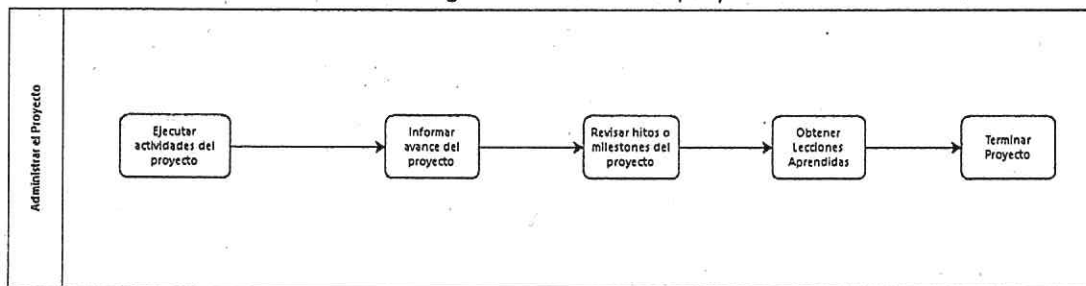 Administrar el Proyecto
Ejecutar
actividades del
proyecto
Informar
avance del
proyecto
Revisar hitos o
milestones del
proyecto
Obtener
Lecciones
Aprendidas
Terminar
Proyecto